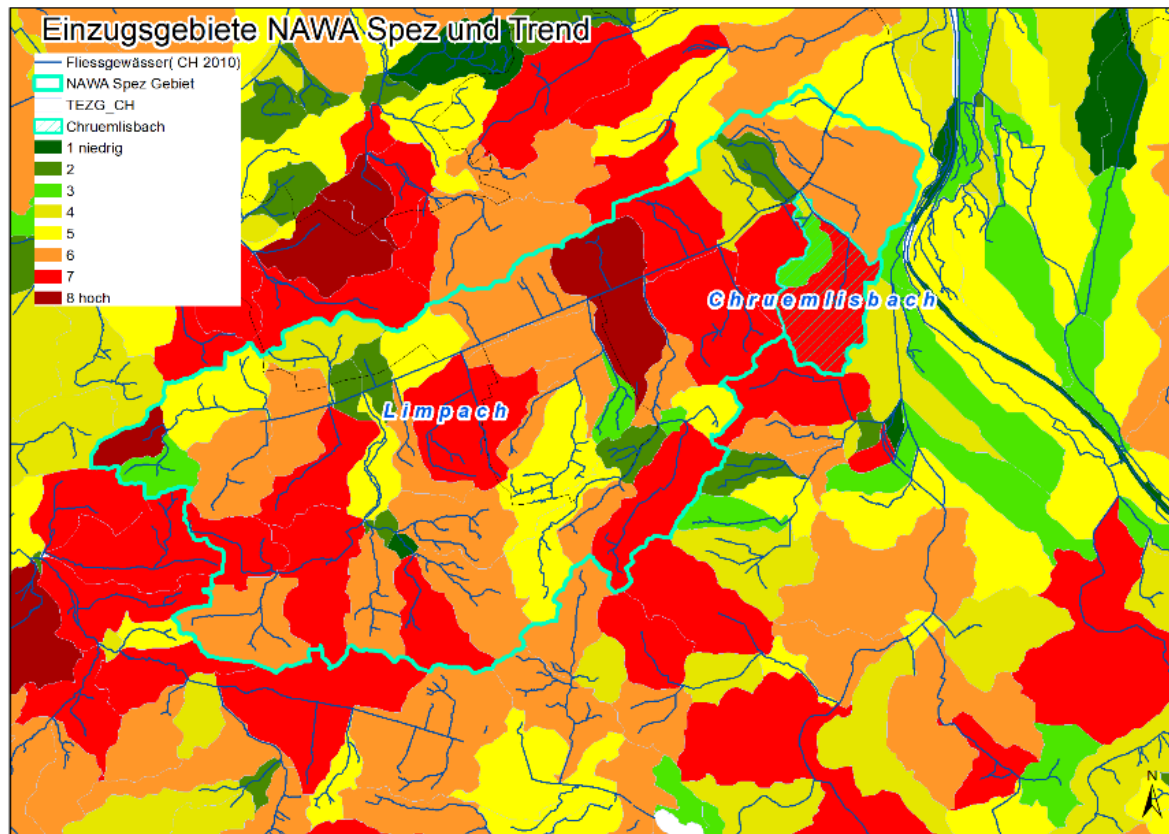 Einzugsgebiete NAWA Spez und Trend
Fliessgewässer( CH 2010)
NAWA Spez Gebiet
TEZG_CH
Chruemlisbach
1 niedrig
2
3
4
5
6
7
8 hoch
Chruemlisbach
Limpach
N